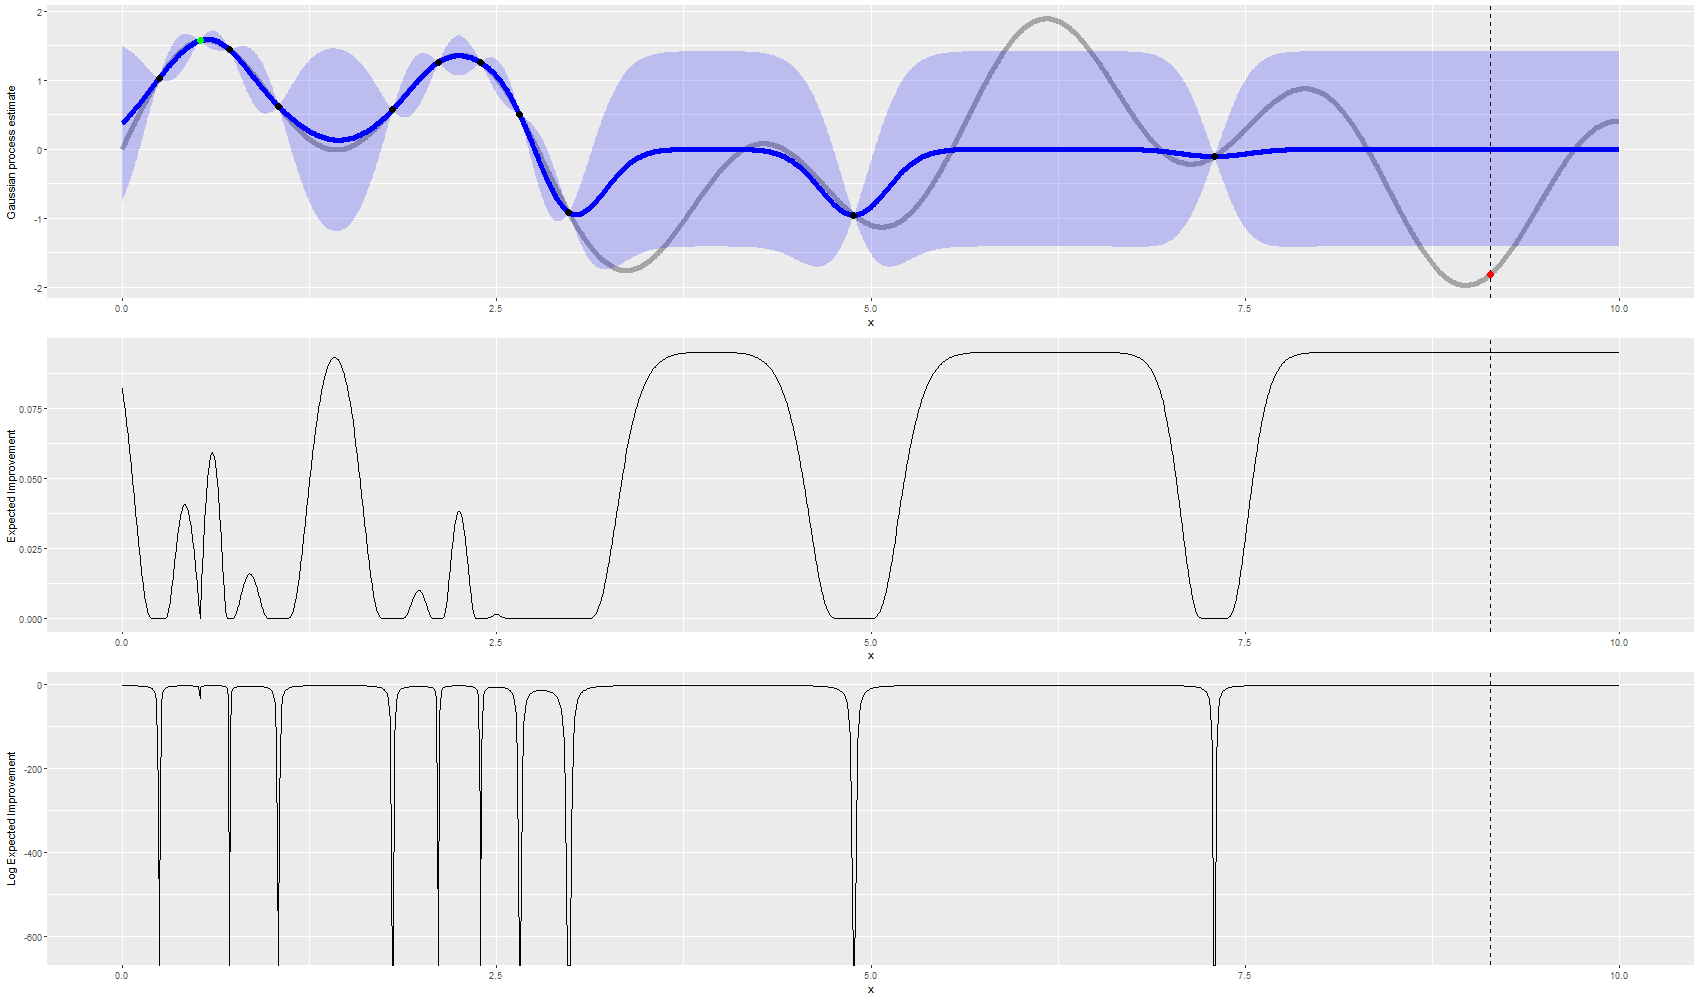 Gaussian process estimate
2
1
0
-1
-2
0.0 2.5 5.0 7.5 10.0
x
Expected Improvement
0.075
0.050
0.025
0.000
0.0 2.5 5.0 7.5 10.0
x
Log Expected Improvement
0
-200
-400
-600
0.0 2.5 5.0 7.5 10.0
x